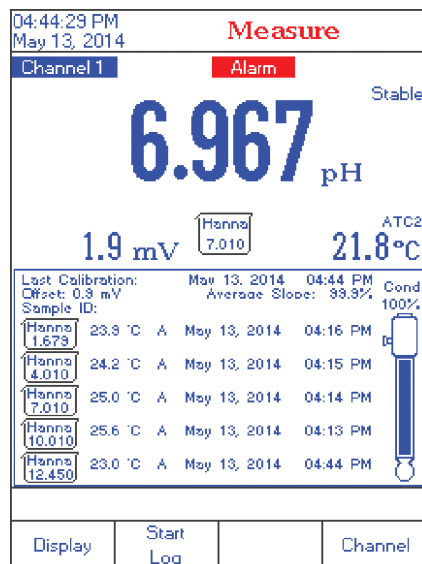 04:44:29 PM
May 13, 2014
Measure
Channel 1
Alarm
Stable
6.967 pH
1.9 mV
Hanna
7.010
ATC2
21.8°C
Last Calibration: May 13, 2014 04:44 PM
Offset: 0.9 mV Average Slope: 99.9%
Sample ID:
Cond
100%
Hanna
1.679 23.9 °C A May 13, 2014 04:16 PM
Hanna
4.010 24.2 °C A May 13, 2014 04:15 PM
Hanna
7.010 25.0 °C A May 13, 2014 04:14 PM
Hanna
10.010 25.6 °C A May 13, 2014 04:13 PM
Hanna
12.450 23.0 °C A May 13, 2014 04:44 PM
Display
Start
Log
Channel